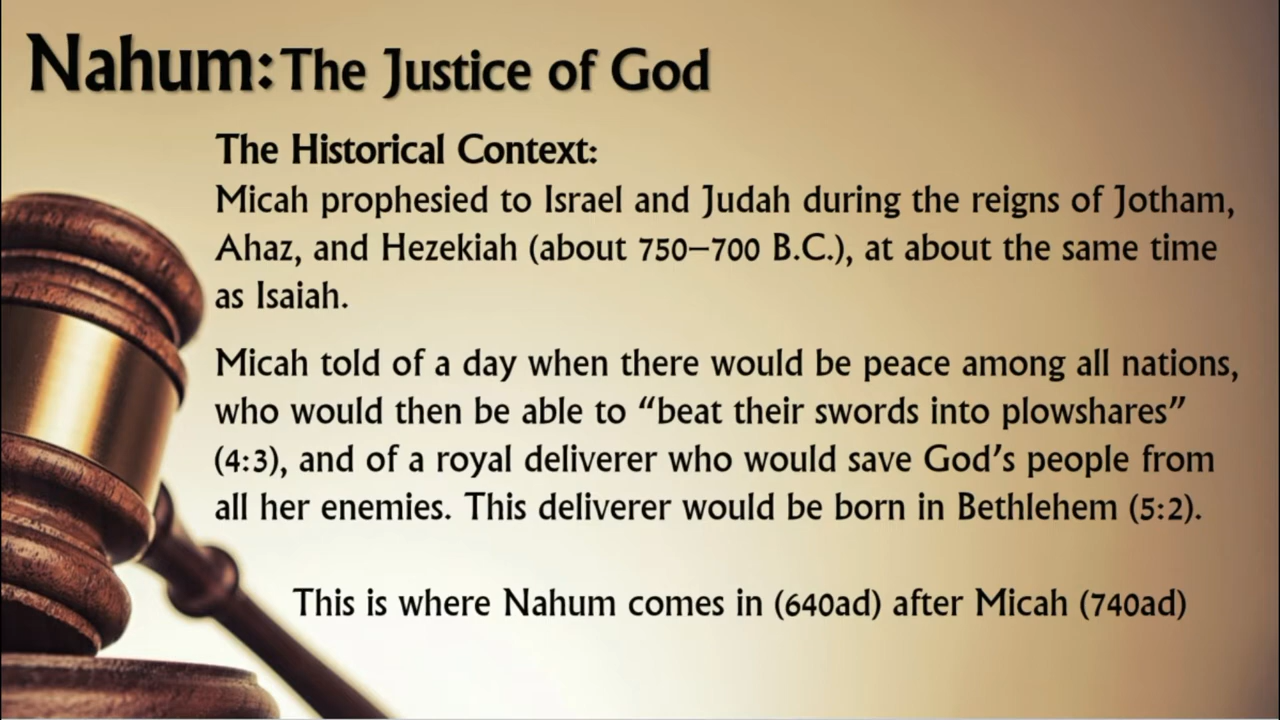 Nahum: The Justice of God
The Historical Context:
Micah prophesied to Israel and Judah during the reigns of Jotham,
Ahaz, and Hezekiah (about 750–700 B.C.), at about the same time
as Isaiah.
Micah told of a day when there would be peace among all nations,
who would then be able to “beat their swords into plowshares”
(4:3), and of a royal deliverer who would save God’s people from
all her enemies. This deliverer would be born in Bethlehem (5:2).
This is where Nahum comes in (640ad) after Micah (740ad)